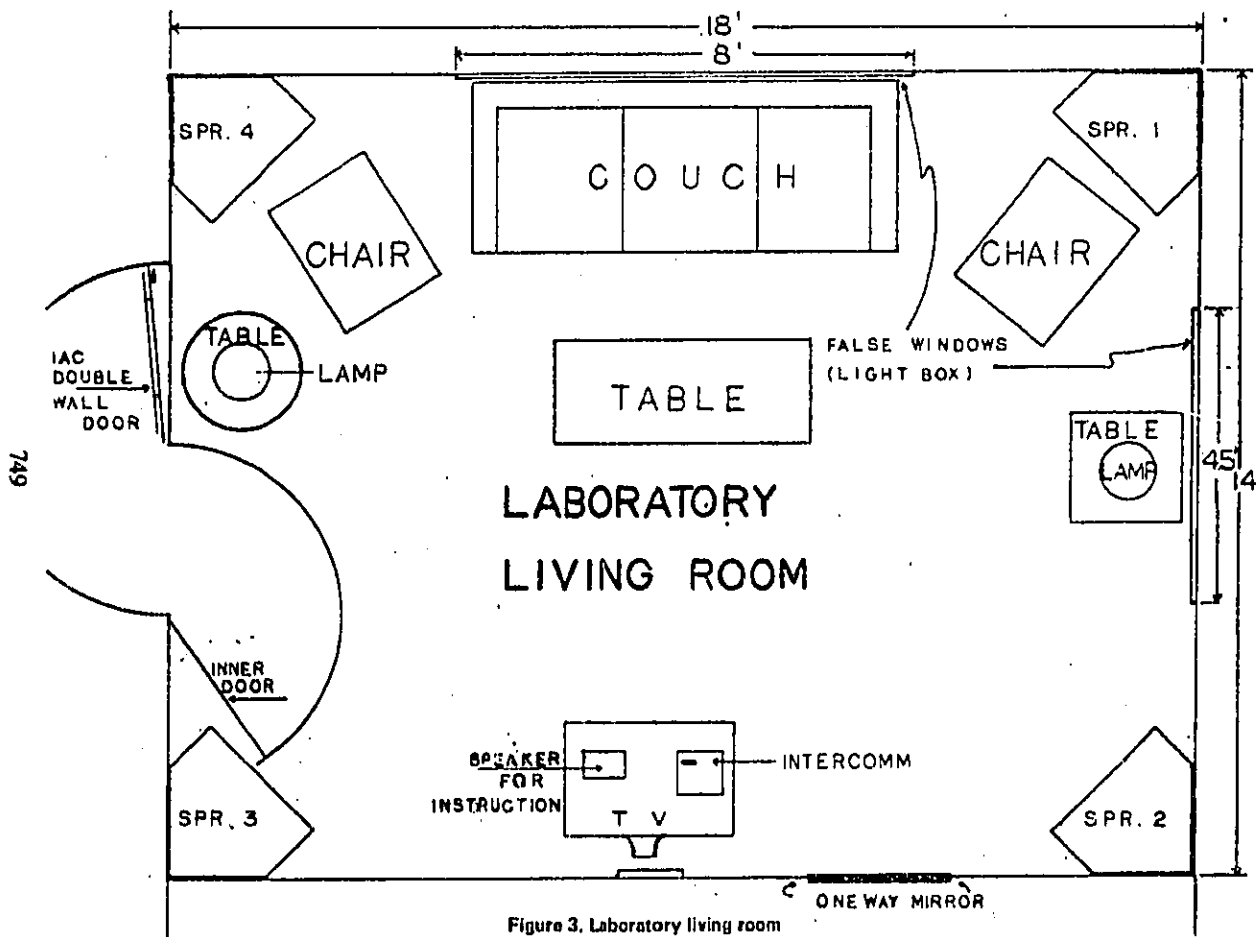 18'
8'
SPR. 4
SPR. 1
COUCH
CHAIR
CHAIR
TABLE
LAMP
IAC
DOUBLE
WALL
DOOR
FALSE WINDOWS
(LIGHT BOX)
TABLE
TABLE
LAMP
45'
14
749
LABORATORY
LIVING ROOM
INNER
DOOR
SPEAKER
FOR
INSTRUCTION
INTERCOMM
T V
SPR. 3
SPR. 2
ONE WAY MIRROR
Figure 3. Laboratory living room